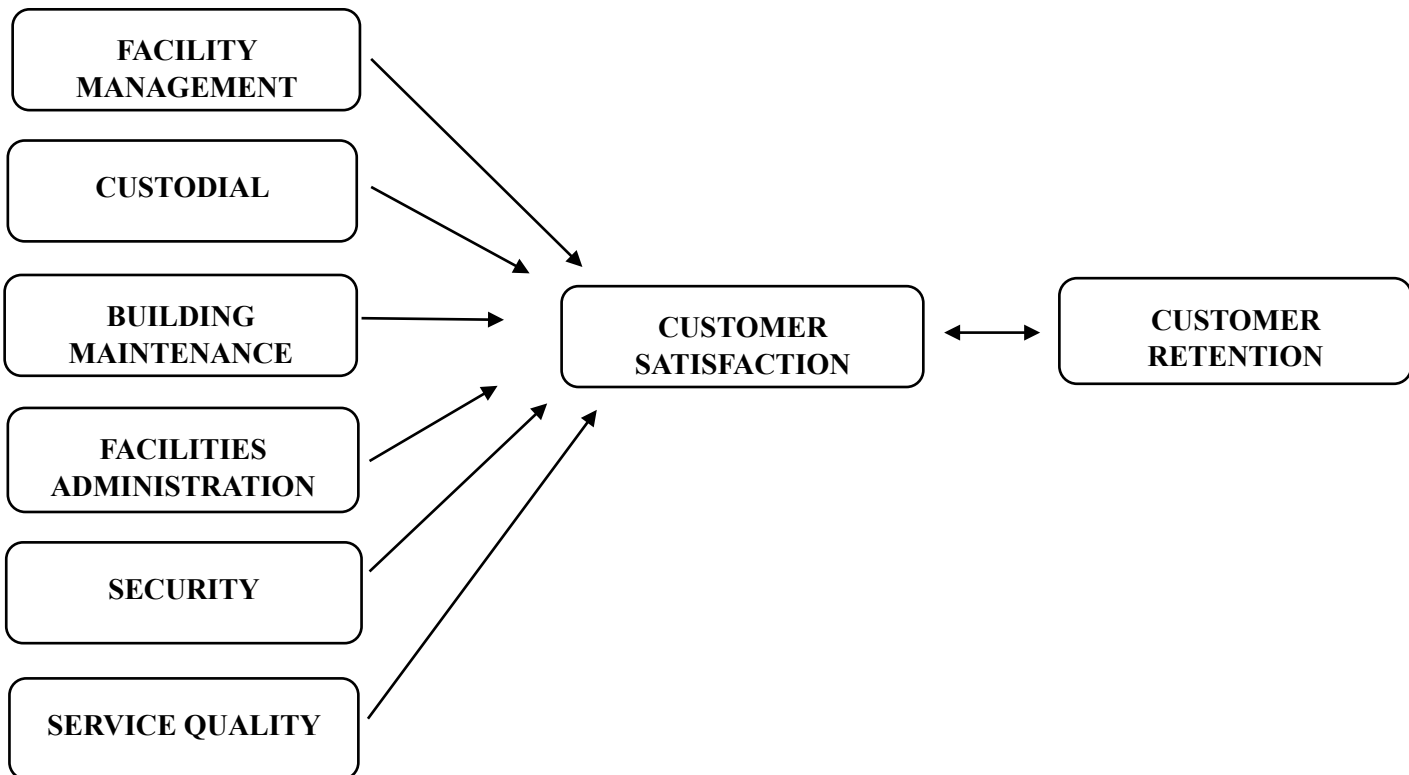 FACILITY
MANAGEMENT
CUSTODIAL
BUILDING
MAINTENANCE
FACILITIES
ADMINISTRATION
SECURITY
SERVICE QUALITY
CUSTOMER
SATISFACTION
CUSTOMER
RETENTION